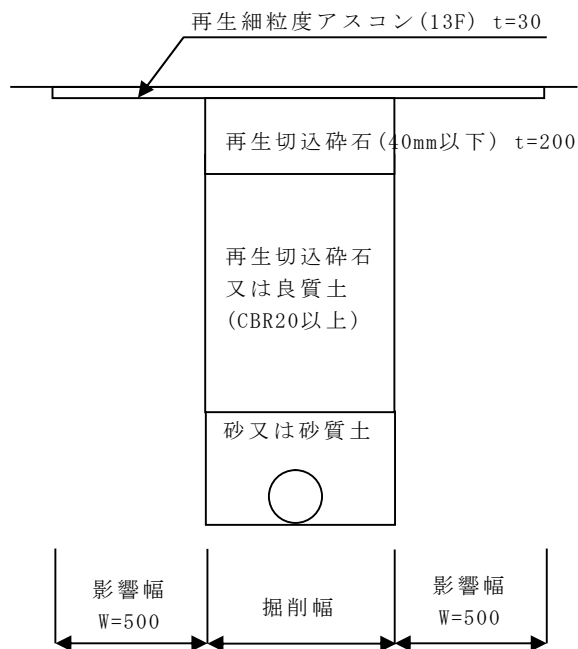 再生細粒度アスコン(13F) t=30
再生切込砕石(40mm以下) t=200
再生切込砕石
又は良質土
(CBR20以上)
砂又は砂質土
影響幅
W=500
掘削幅
影響幅
W=500